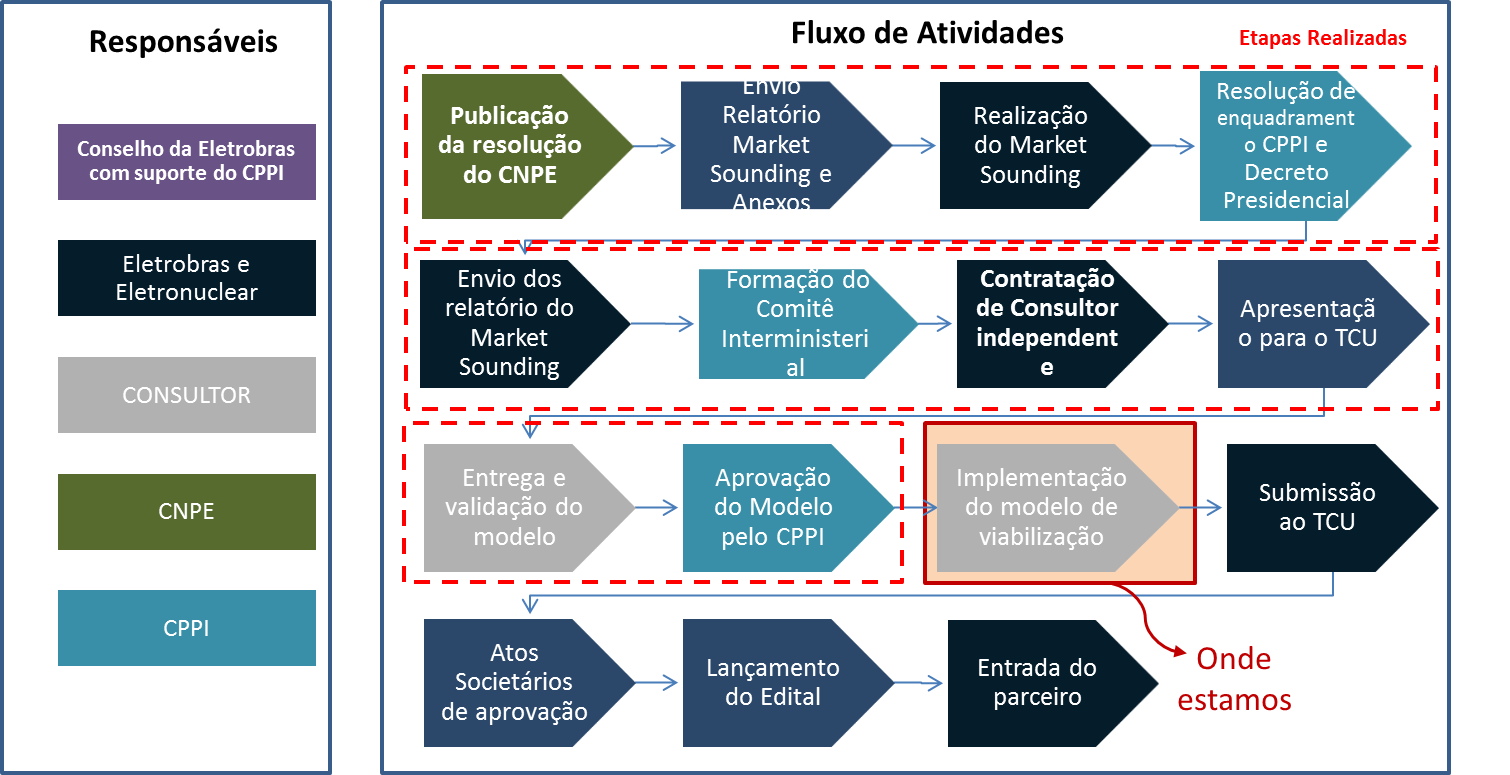 Responsáveis
Conselho da Eletrobras
com suporte do CPPI
Eletrobras e
Eletronuclear
CONSULTOR
CNPE
CPPI
Fluxo de Atividades
Etapas Realizadas
Publicação
da resolução
do CNPE
Envio
Relatório
Market
Sounding e
Anexos
Realização
do Market
Sounding
Resolução de
enquadrament
o CPPI e
Decreto
Presidencial
Envio dos
relatório do
Market
Sounding
Formação do
Comitê
Interministeri
al
Contratação
de Consultor
independent
e
Apresentaçã
o para o TCU
Entrega e
validação do
modelo
Aprovação
do Modelo
pelo CPPI
Implementação
do modelo de
viabilização
Submissão
ao TCU
Atos
Societários
de aprovação
Lançamento
do Edital
Entrada do
parceiro
Onde
estamos